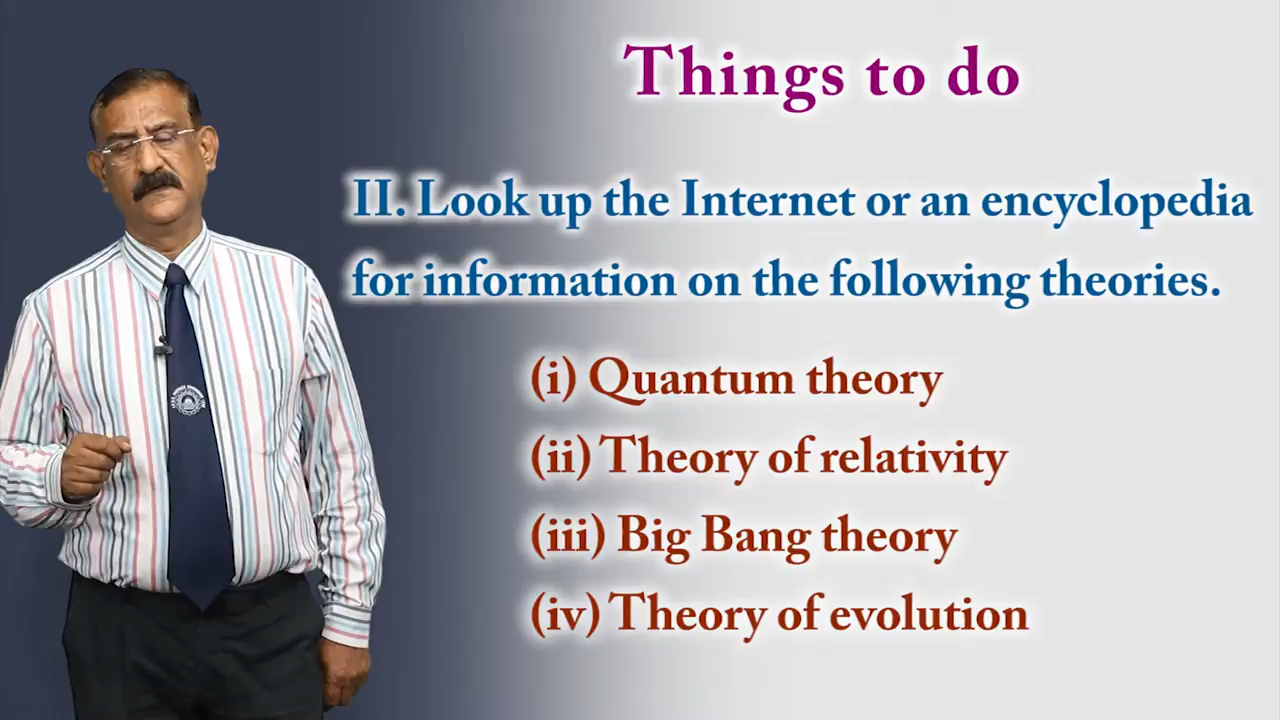 Things to do
II. Look up the Internet or an encyclopedia
for information on the following theories.
(i) Quantum theory
(ii) Theory of relativity
(iii) Big Bang theory
(iv) Theory of evolution